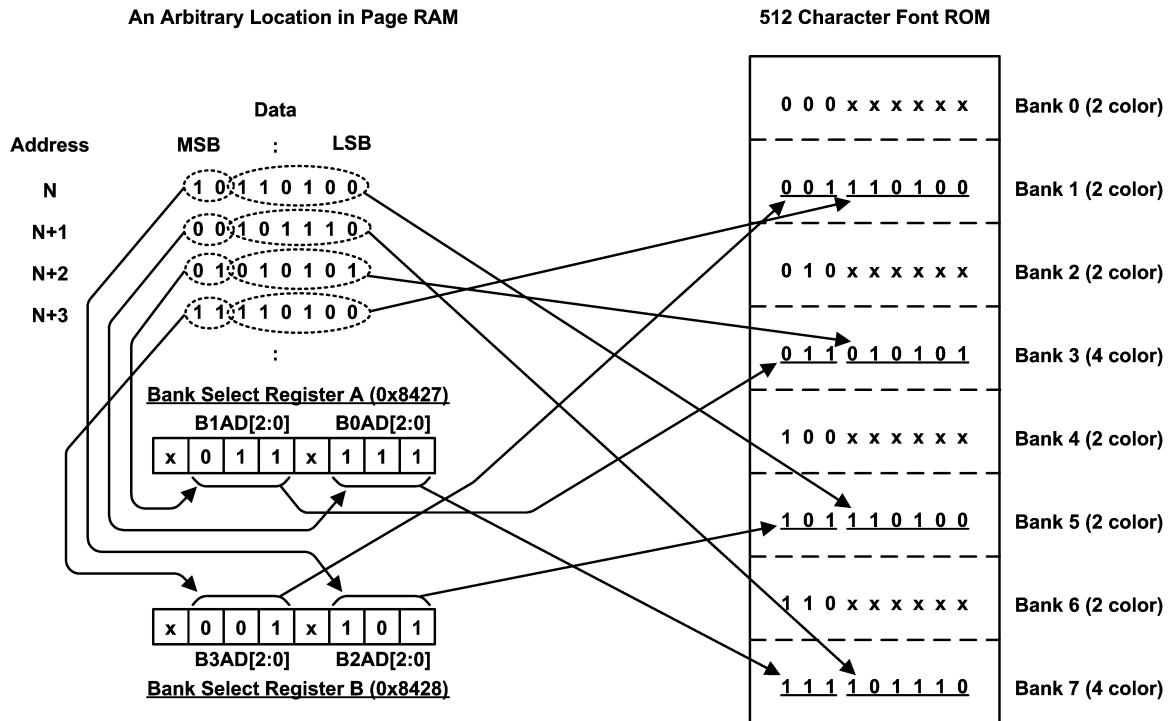 An Arbitrary Location in Page RAM
512 Character Font ROM
Data
Address MSB : LSB
N 1 0 1 1 0 1 0 0
N+1 0 0 1 0 1 1 1 0
N+2 0 1 0 1 0 1 0 1
N+3 1 1 1 1 0 1 0 0
:
Bank Select Register A (0x8427)
B1AD[2:0] B0AD[2:0]
x 0 1 1 x 1 1 1
x 0 0 1 x 1 0 1
B3AD[2:0] B2AD[2:0]
Bank Select Register B (0x8428)
0 0 0 x x x x x x Bank 0 (2 color)
0 0 1 1 1 0 1 0 0 Bank 1 (2 color)
0 1 0 x x x x x x Bank 2 (2 color)
0 1 1 0 1 0 1 0 1 Bank 3 (4 color)
1 0 0 x x x x x x Bank 4 (2 color)
1 0 1 1 1 0 1 0 0 Bank 5 (2 color)
1 1 0 x x x x x x Bank 6 (2 color)
1 1 1 1 0 1 1 1 0 Bank 7 (4 color)